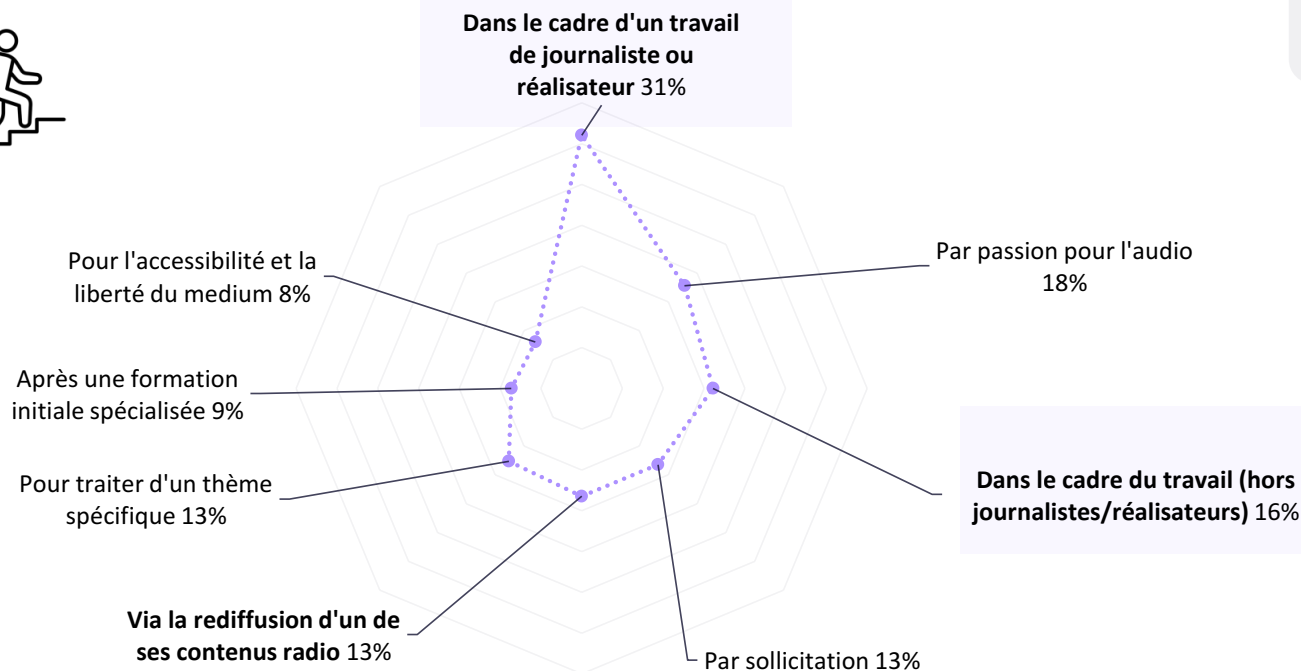 Dans le cadre d'un travail
de journaliste ou
réalisateur 31%
Par passion pour l'audio
18%
Dans le cadre du travail (hors
journalistes/réalisateurs) 16%
Par sollicitation 13%
Via la rediffusion d'un de
ses contenus radio 13%
Pour traiter d'un thème
spécifique 13%
Après une formation
initiale spécialisée 9%
Pour l'accessibilité et la
liberté du medium 8%